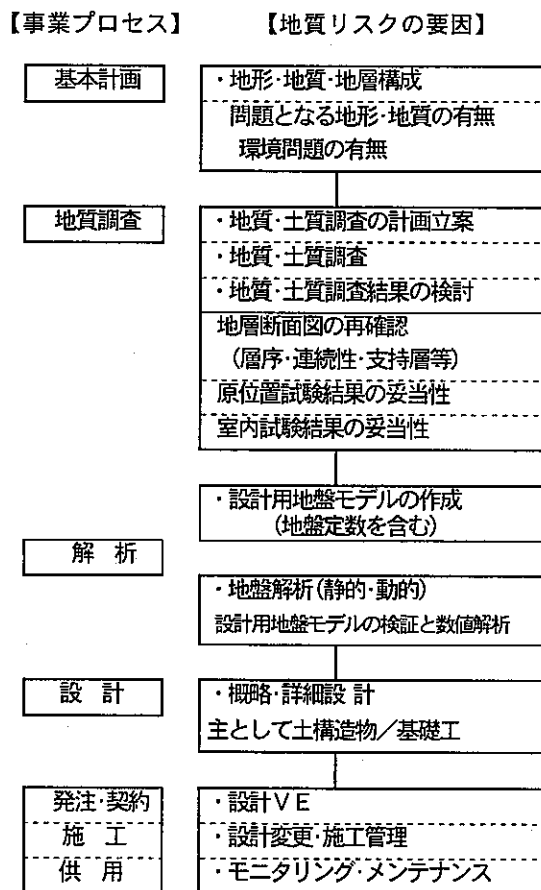 【事業プロセス】 【地質リスクの要因】
基本計画
・地形・地質・地層構成
問題となる地形・地質の有無
環境問題の有無
地質調査
・地質・土質調査の計画立案
・地質・土質調査
・地質・土質調査結果の検討
地層断面図の再確認
(層序・連続性・支持層等)
原位置試験結果の妥当性
室内試験結果の妥当性
・設計用地盤モデルの作成
(地盤定数を含む)
解 析
・地盤解析(静的・動的)
設計用地盤モデルの検証と数値解析
設 計
・概略・詳細設 計
主として土構造物/基礎工
発注・契約 ・設計VE
施 工 ・設計変更・施工管理
供 用 ・モニタリング・メンテナンス